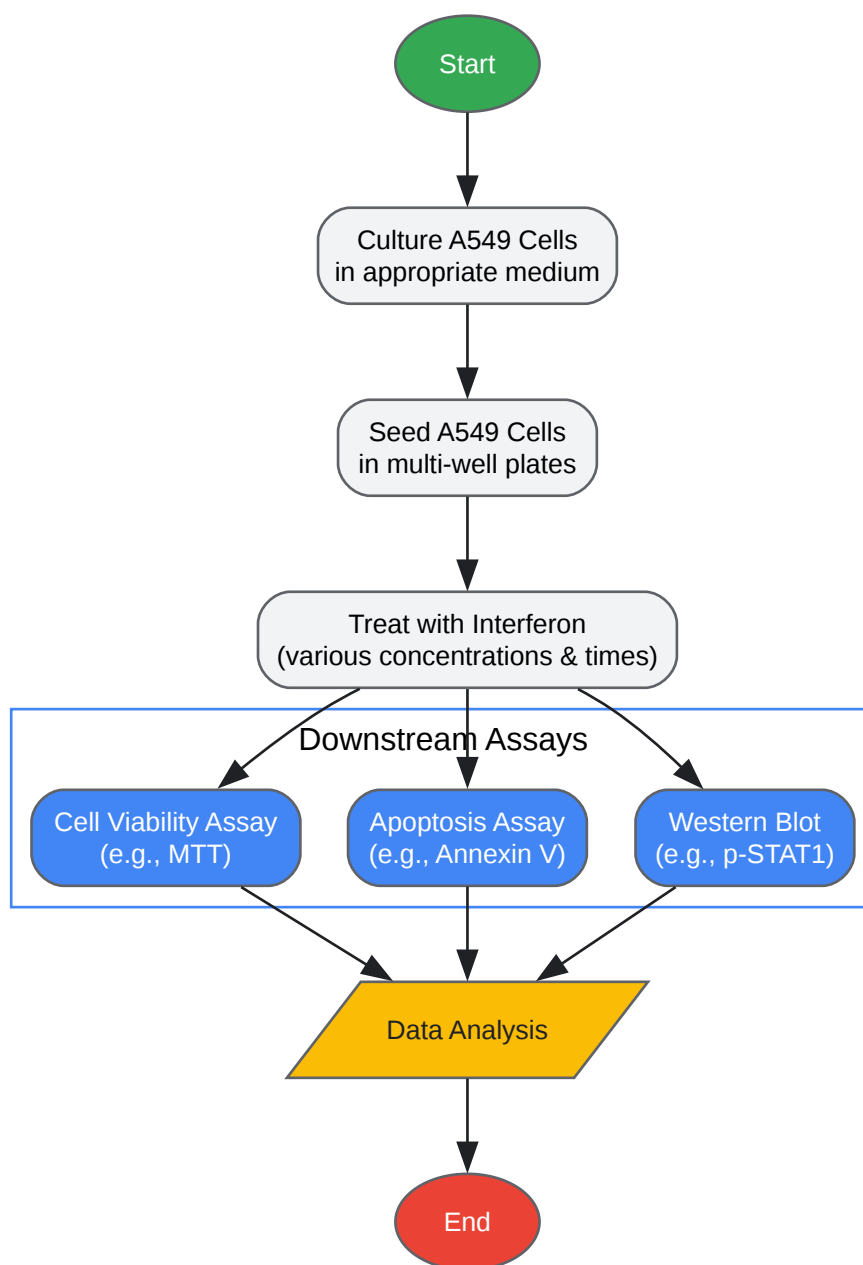 Start
Culture A549 Cells
in appropriate medium
Seed A549 Cells
in multi-well plates
Treat with Interferon
(various concentrations & times)
Downstream Assays
Cell Viability Assay
(e.g., MTT)
Apoptosis Assay
(e.g., Annexin V)
Western Blot
(e.g., p-STAT1)
Data Analysis
End